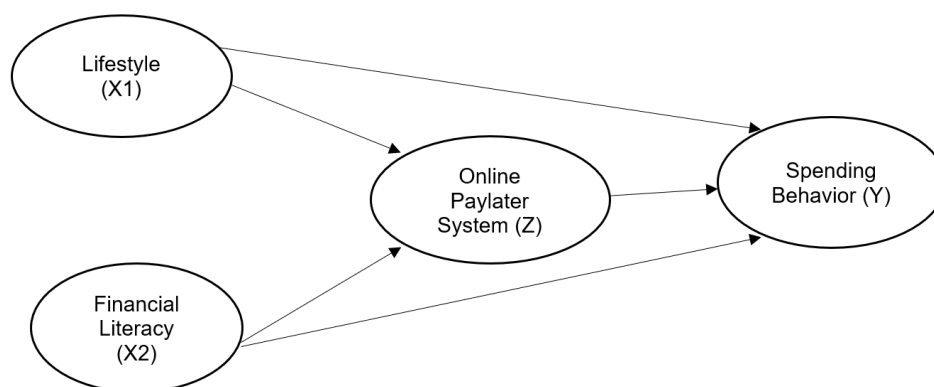 Lifestyle
(X1)
Online
Paylater
System (Z)
Spending
Behavior (Y)
Financial
Literacy
(X2)